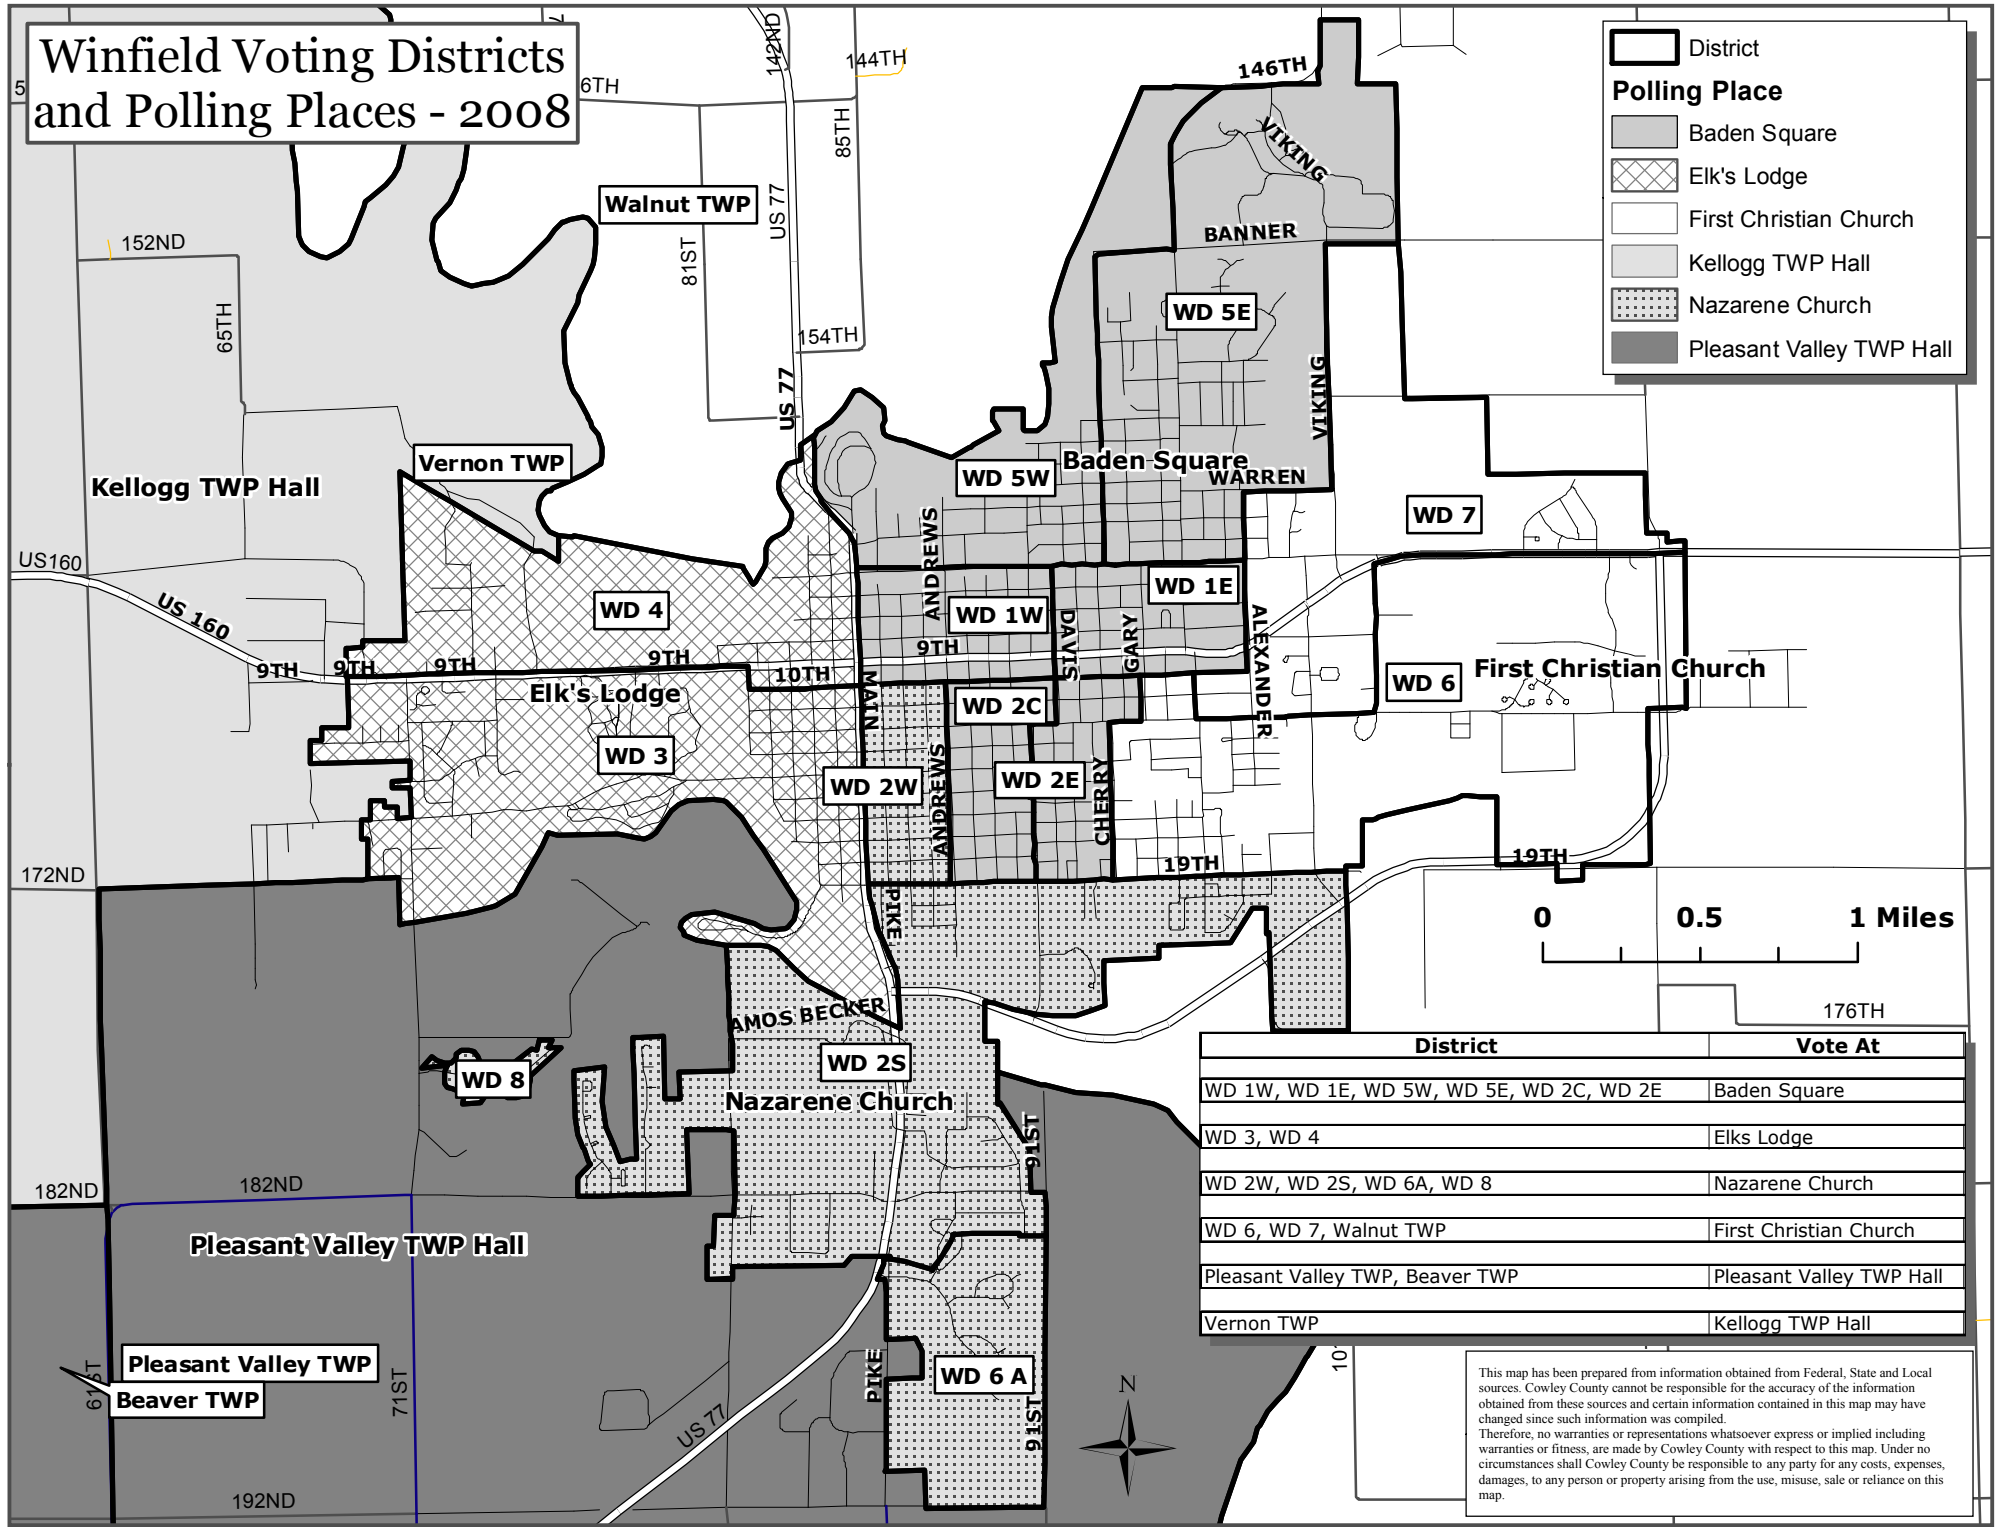 Winfield Voting Districts
and Polling Places - 2008
District
Polling Place
Baden Square
Elk's Lodge
First Christian Church
Kellogg TWP Hall
Nazarene Church
Pleasant Valley TWP Hall
142ND
144TH
6TH
85TH
146TH
VIKING
Walnut TWP
US 77
81ST
152ND
65TH
BANNER
WD 5E
154TH
US 77
VIKING
Vernon TWP
Kellogg TWP Hall
WD 5W
Baden Square
WARREN
WD 7
ANDREWS
US160
US 160
WD 4
WD 1W
WD 1E
DAVIS
GARY
ALEXANDER
9TH
9TH
9TH
9TH
9TH
10TH
MAIN
Elk's Lodge
WD 2C
WD 6
First Christian Church
WD 3
WD 2W
ANDREWS
WD 2E
CHERRY
19TH
19TH
172ND
PIKE
0
0.5
1 Miles
AMOS BECKER
176TH
WD 8
WD 2S
Nazarene Church
91ST
182ND
182ND
Pleasant Valley TWP Hall
District
Vote At
WD 1W, WD 1E, WD 5W, WD 5E, WD 2C, WD 2E
Baden Square
WD 3, WD 4
Elks Lodge
WD 2W, WD 2S, WD 6A, WD 8
Nazarene Church
WD 6, WD 7, Walnut TWP
First Christian Church
Pleasant Valley TWP, Beaver TWP
Pleasant Valley TWP Hall
Vernon TWP
Kellogg TWP Hall
Pleasant Valley TWP
Beaver TWP
61ST
71ST
US 77
PIKE
WD 6 A
91ST
N
192ND
This map has been prepared from information obtained from Federal, State and Local
sources. Cowley County cannot be responsible for the accuracy of the information
obtained from these sources and certain information contained in this map may have
changed since such information was compiled.
Therefore, no warranties or representations whatsoever express or implied including
warranties or fitness, are made by Cowley County with respect to this map. Under no
circumstances shall Cowley County be responsible to any party for any costs, expenses,
damages, to any person or property arising from the use, misuse, sale or reliance on this
map.